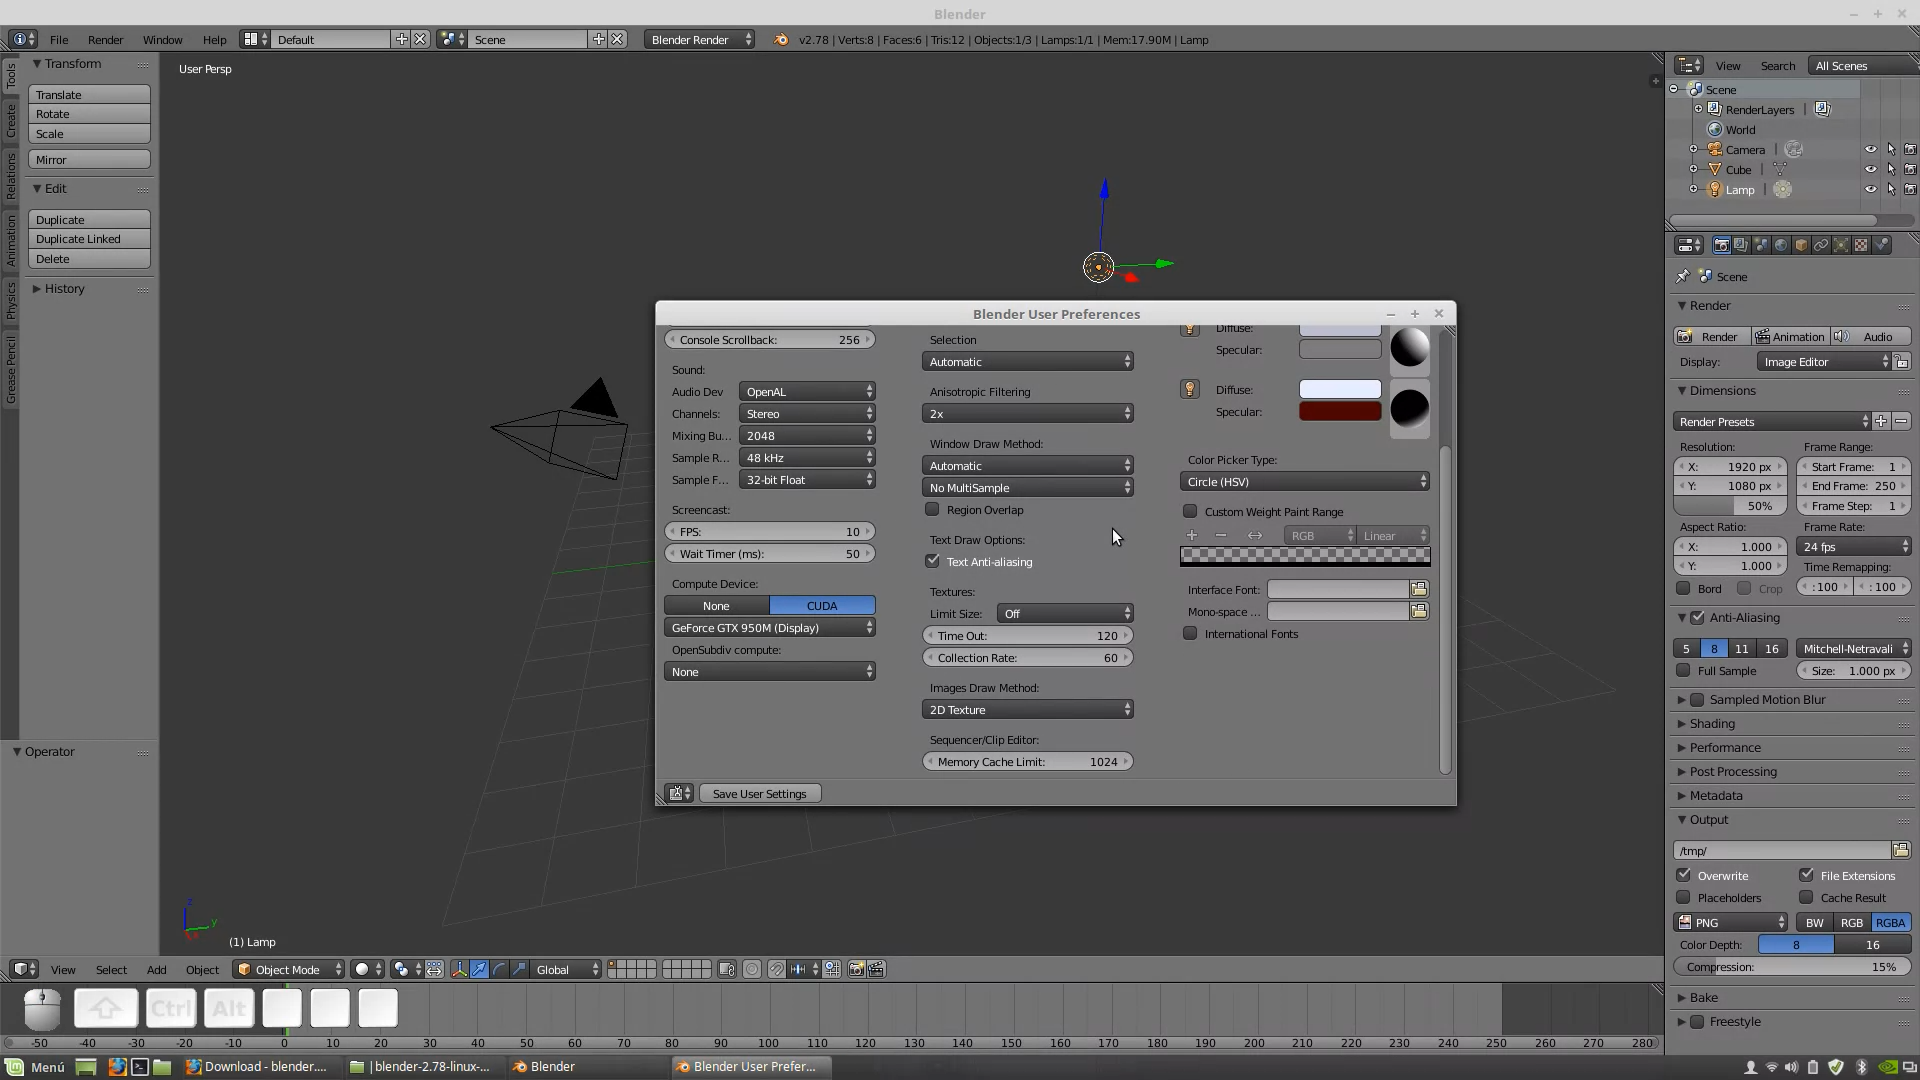 Blender
File Render Window Help Default Scene Blender Render v2.78 | Verts:8 | Faces:6 | Tris:12 | Objects:1/3 | Lamps:1/1 | Mem:17.90M | Lamp
Tools
Create
Relations
Animation
Physics
Grease Pencil
Transform
Translate
Rotate
Scale
Mirror
Edit
Duplicate
Duplicate Linked
Delete
History
Operator
User Persp
(1) Lamp
Blender User Preferences
Console Scrollback: 256
Sound:
Audio Dev OpenAL
Channels: Stereo
Mixing Bu... 2048
Sample R... 48 kHz
Sample F... 32-bit Float
Screencast:
FPS: 10
Wait Timer (ms): 50
Compute Device:
None CUDA
GeForce GTX 950M (Display)
OpenSubdiv compute:
None
Selection
Automatic
Anisotropic Filtering
2x
Window Draw Method:
Automatic
No MultiSample
Region Overlap
Text Draw Options:
Text Anti-aliasing
Textures:
Limit Size: Off
Time Out: 120
Collection Rate: 60
Images Draw Method:
2D Texture
Sequencer/Clip Editor:
Memory Cache Limit: 1024
Diffuse:
Specular:
Diffuse:
Specular:
Color Picker Type:
Circle (HSV)
Custom Weight Paint Range
RGB Linear
Interface Font:
Mono-space ...
International Fonts
Save User Settings
View Search All Scenes
Scene
RenderLayers
World
Camera
Cube
Lamp
Scene
Render
Render Animation Audio
Display: Image Editor
Dimensions
Render Presets
Resolution: Frame Range:
X: 1920 px Start Frame: 1
Y: 1080 px End Frame: 250
50% Frame Step: 1
Aspect Ratio: Frame Rate:
X: 1.000 24 fps
Y: 1.000 Time Remapping:
Bord Crop :100 :100
Anti-Aliasing
5 8 11 16 Mitchell-Netravali
Full Sample Size: 1.000 px
Sampled Motion Blur
Shading
Performance
Post Processing
Metadata
Output
/tmp/
Overwrite File Extensions
Placeholders Cache Result
PNG BW RGB RGBA
Color Depth: 8 16
Compression: 15%
Bake
Freestyle
z
y
View Select Add Object Object Mode Global
Ctrl Alt
-50 -40 -30 -20 -10 0 10 20 30 40 50 60 70 80 90 100 110 120 130 140 150 160 170 180 190 200 210 220 230 240 250 260 270 280
Menú Download - blender.... blender-2.78-linux-... Blender Blender User Prefer...